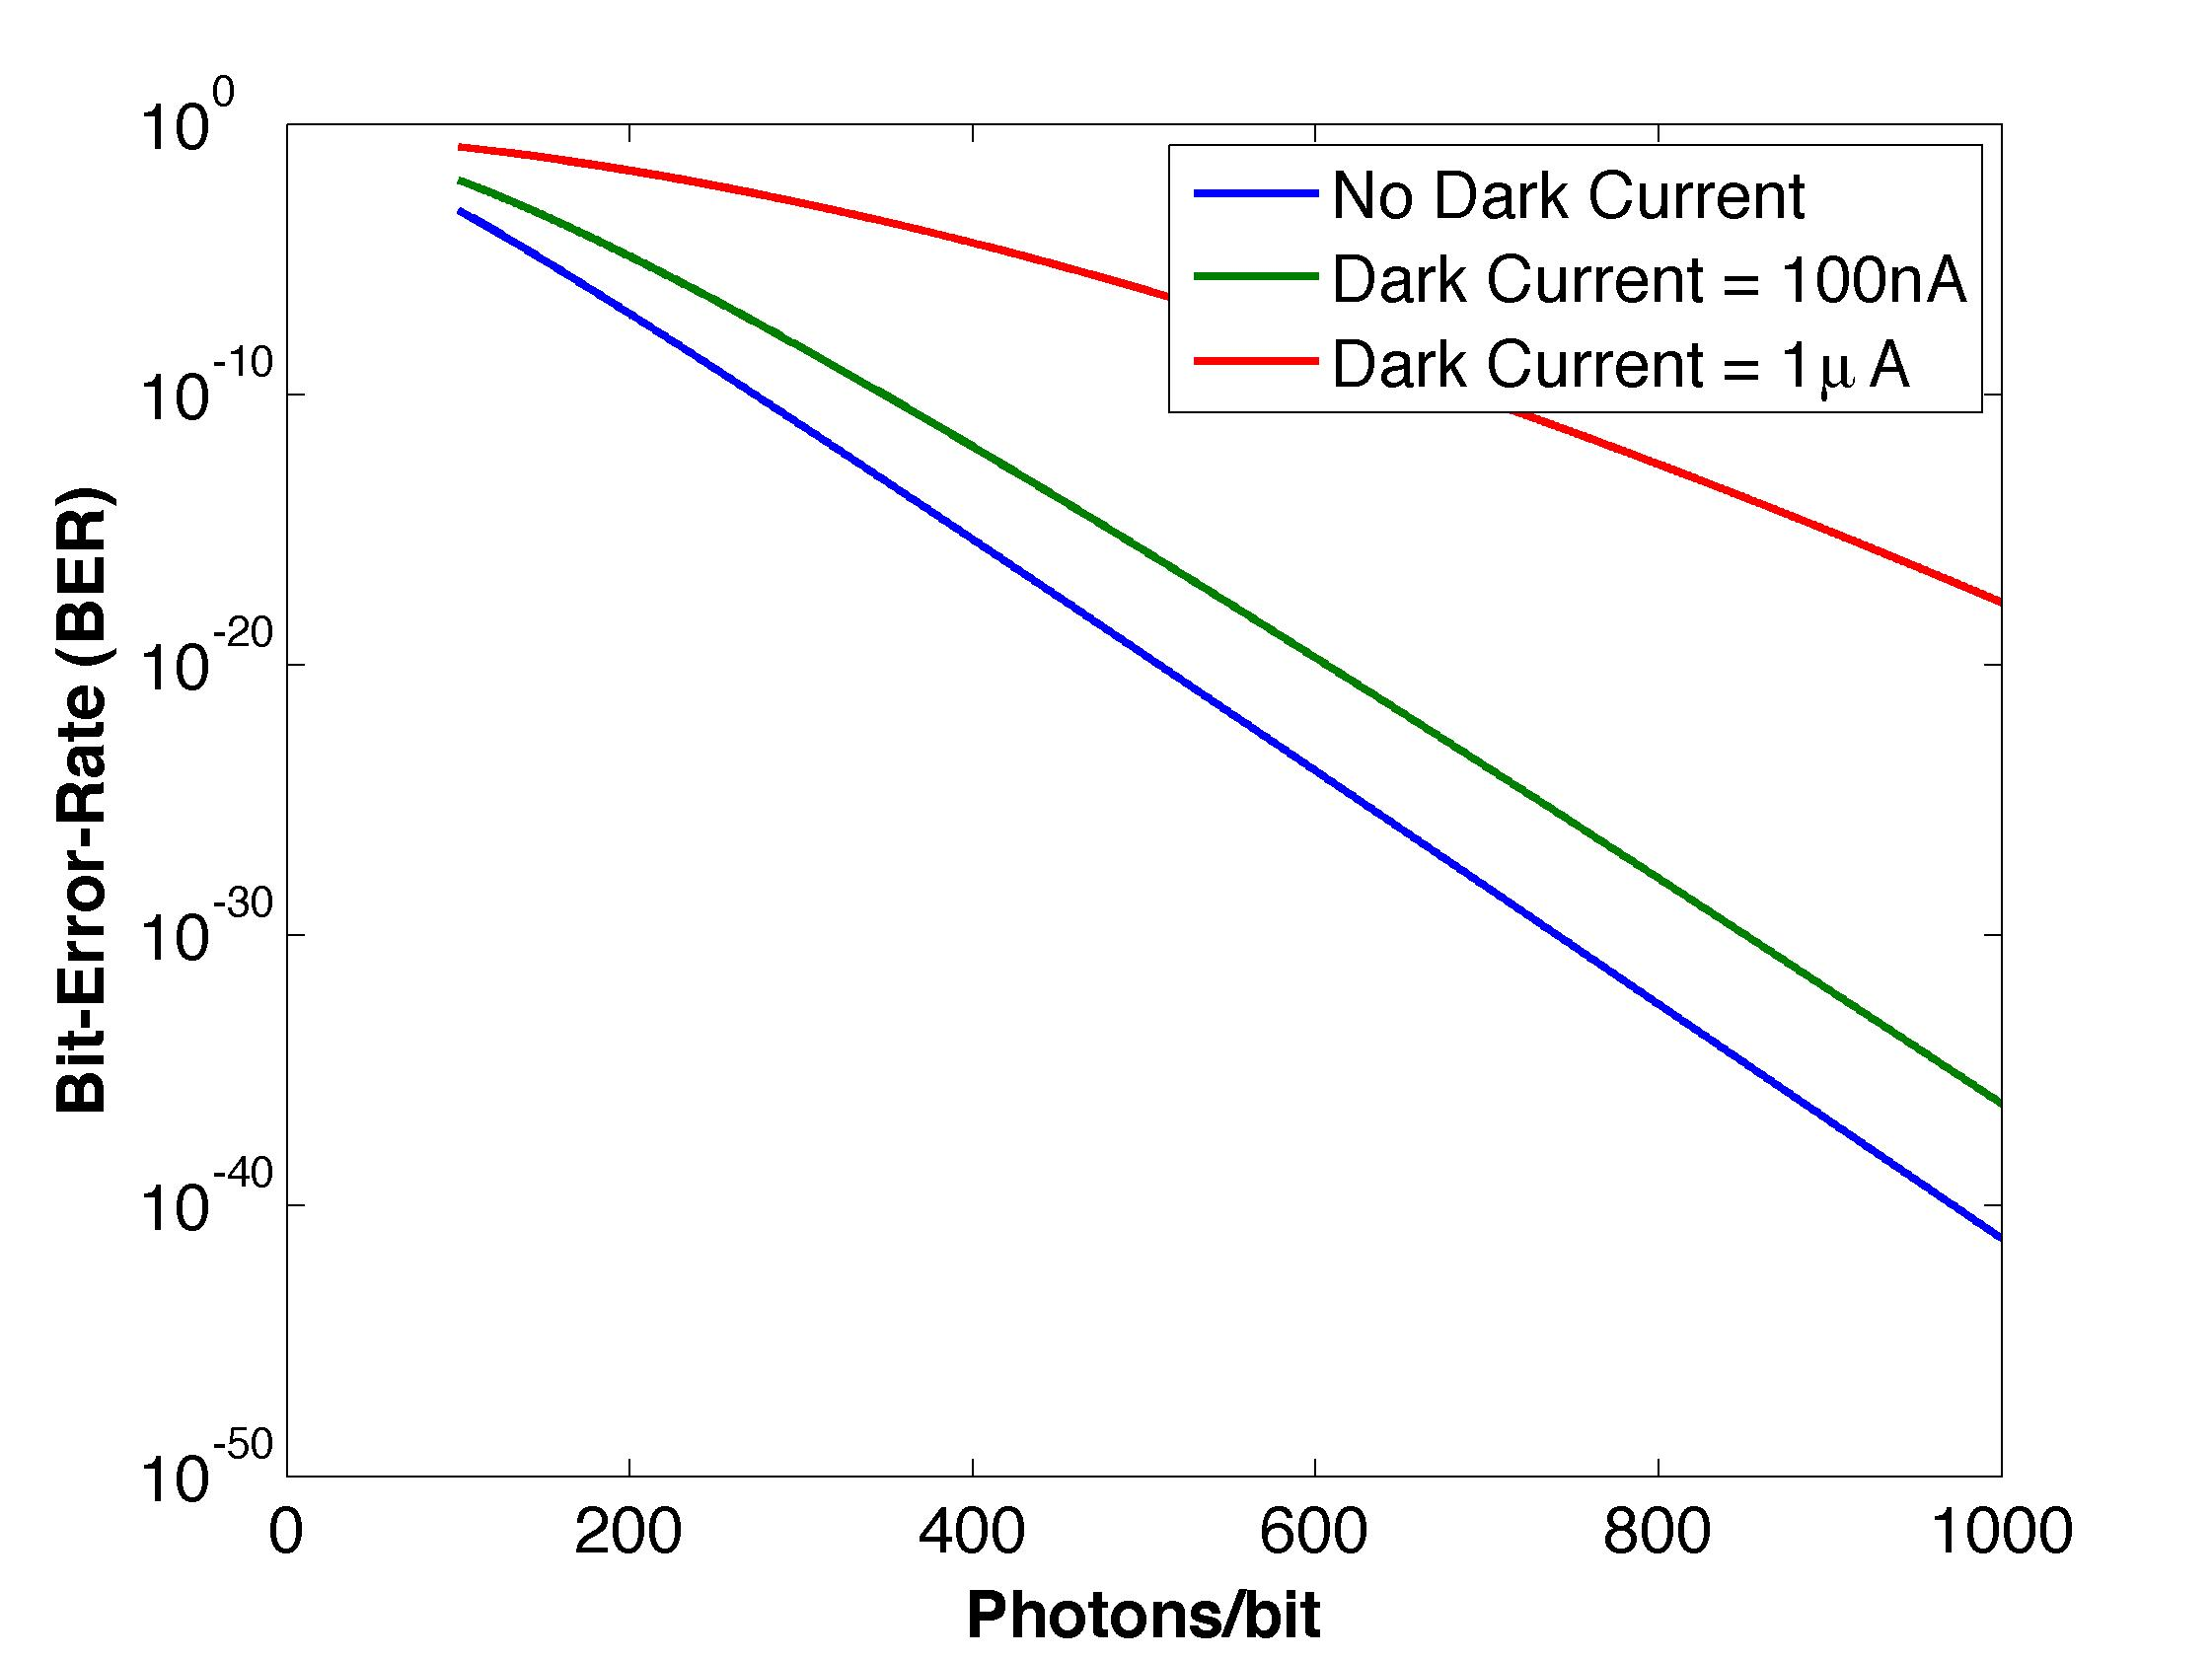 10^0
10^-10
10^-20
10^-30
10^-40
10^-50
Bit-Error-Rate (BER)
No Dark Current
Dark Current = 100nA
Dark Current = 1μ A
0 200 400 600 800 1000
Photons/bit